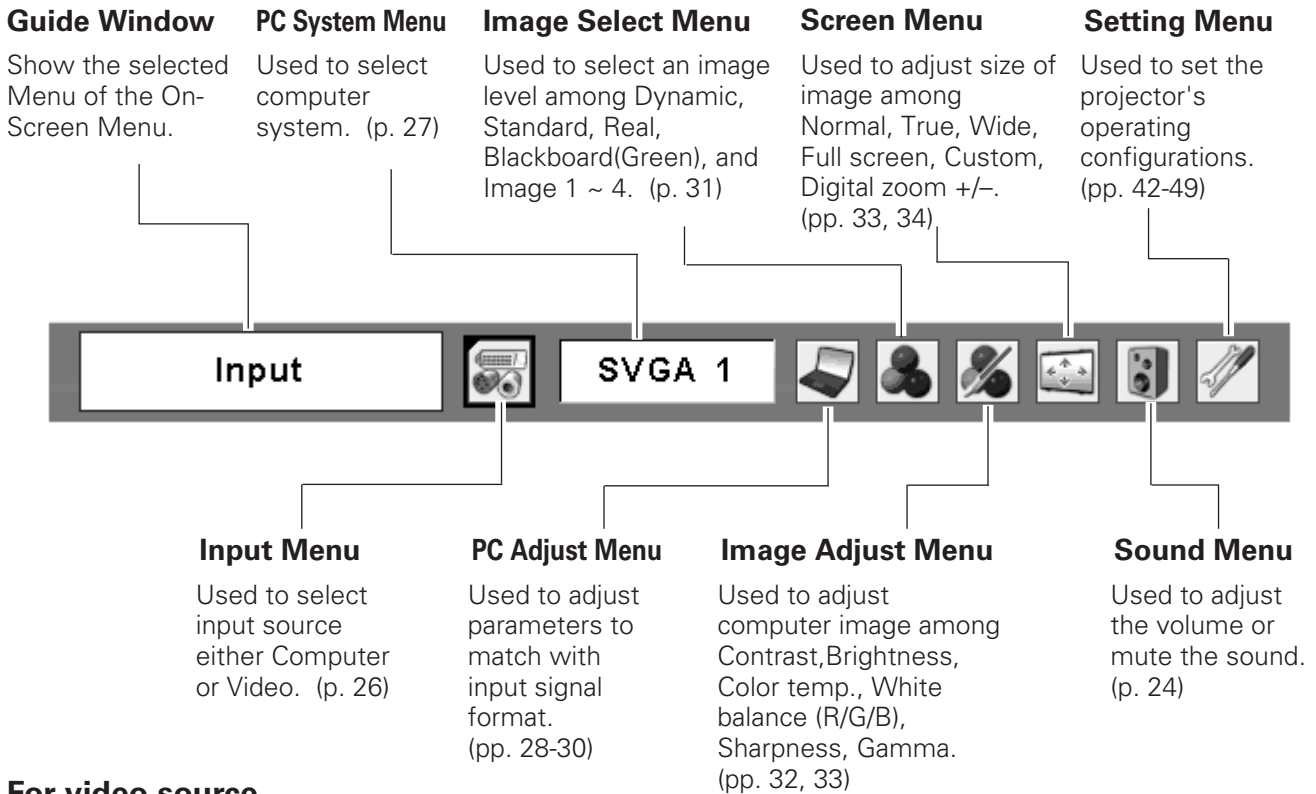 Guide Window
Show the selected
Menu of the On-
Screen Menu.
PC System Menu
Used to select
computer
system. (p. 27)
Image Select Menu
Used to select an image
level among Dynamic,
Standard, Real,
Blackboard(Green), and
Image 1 ~ 4. (p. 31)
Screen Menu
Used to adjust size of
image among
Normal, True, Wide,
Full screen, Custom,
Digital zoom +/–.
(pp. 33, 34)
Setting Menu
Used to set the
projector's
operating
configurations.
(pp. 42-49)
Input
SVGA 1
Input Menu
Used to select
input source
either Computer
or Video. (p. 26)
PC Adjust Menu
Used to adjust
parameters to
match with
input signal
format.
(pp. 28-30)
Image Adjust Menu
Used to adjust
computer image among
Contrast,Brightness,
Color temp., White
balance (R/G/B),
Sharpness, Gamma.
(pp. 32, 33)
Sound Menu
Used to adjust
the volume or
mute the sound.
(p. 24)
For video source